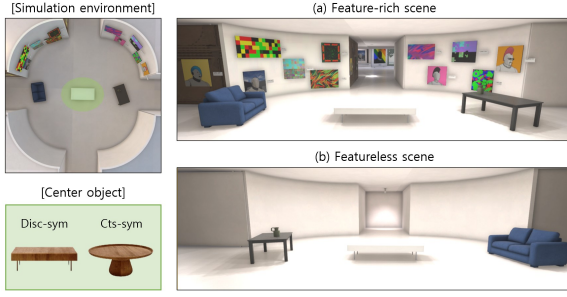 [Simulation environment]
(a) Feature-rich scene
(b) Featureless scene
[Center object]
Disc-sym
Cts-sym